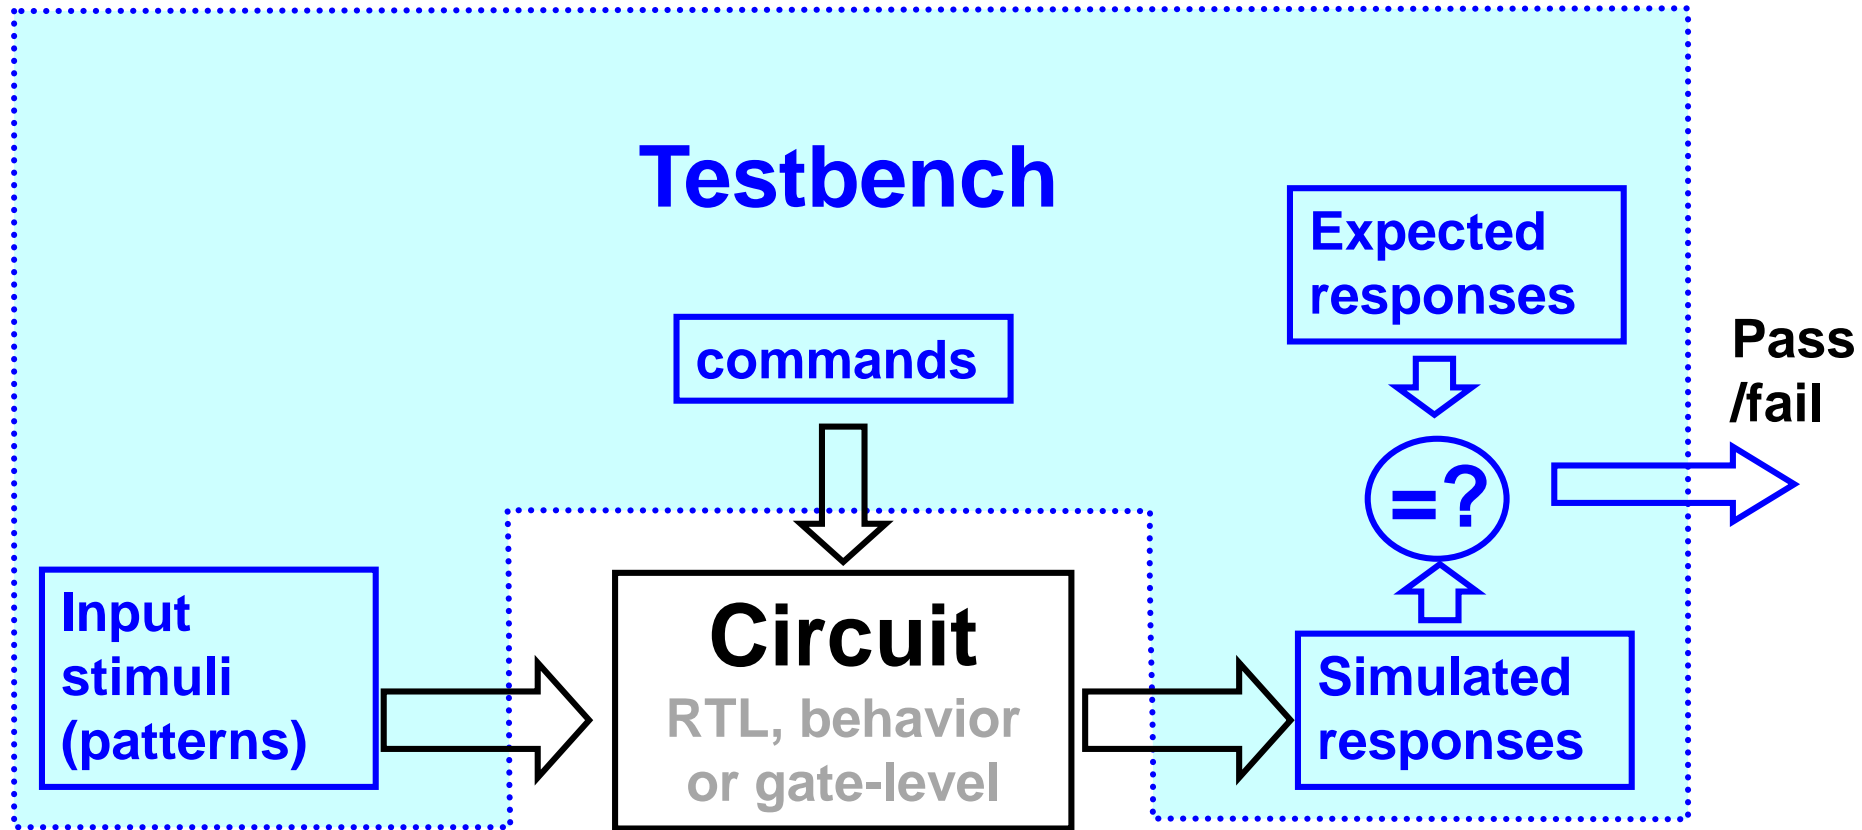 Testbench
Expected
responses
commands
Pass
/fail
=?
Input
stimuli
(patterns)
Circuit
RTL, behavior
or gate-level
Simulated
responses